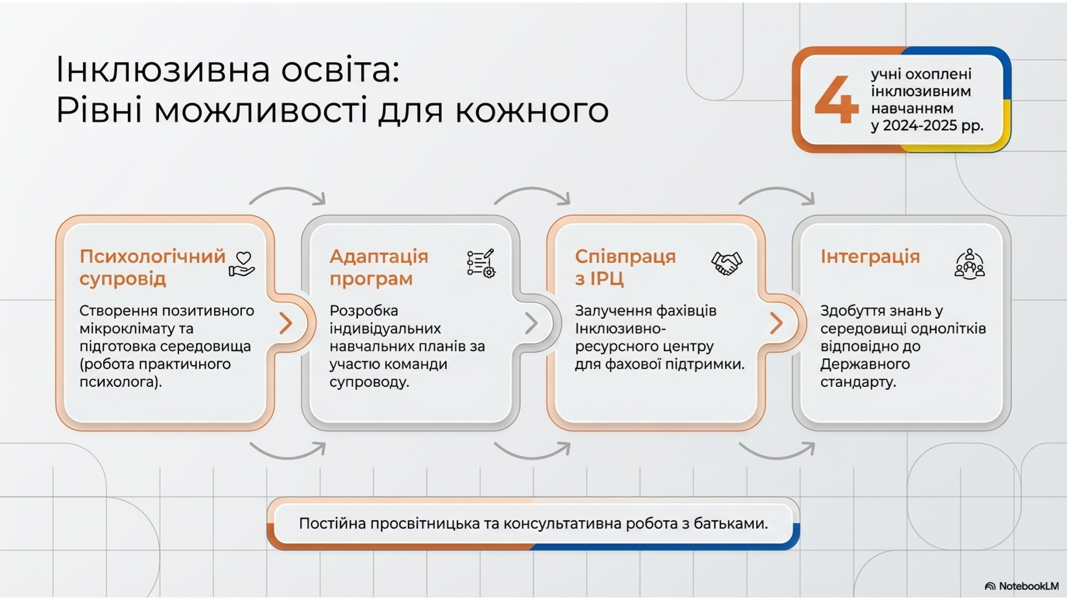 Інклюзивна освіта:
Рівні можливості для кожного
4
учні охоплені
інклюзивним
навчанням
у 2024-2025 рр.
Психологічний
супровід
Створення позитивного
мікроклімату та
підготовка середовища
(робота практичного
психолога).
Адаптація
програм
Розробка
індивідуальних
навчальних планів за
участю команди
супроводу.
Співпраця
з ІРЦ
Залучення фахівців
Інклюзивно-
ресурсного центру
для фахової підтримки.
Інтеграція
Здобуття знань у
середовищі однолітків
відповідно до
Державного
стандарту.
Постійна просвітницька та консультативна робота з батьками.
NotebookLM